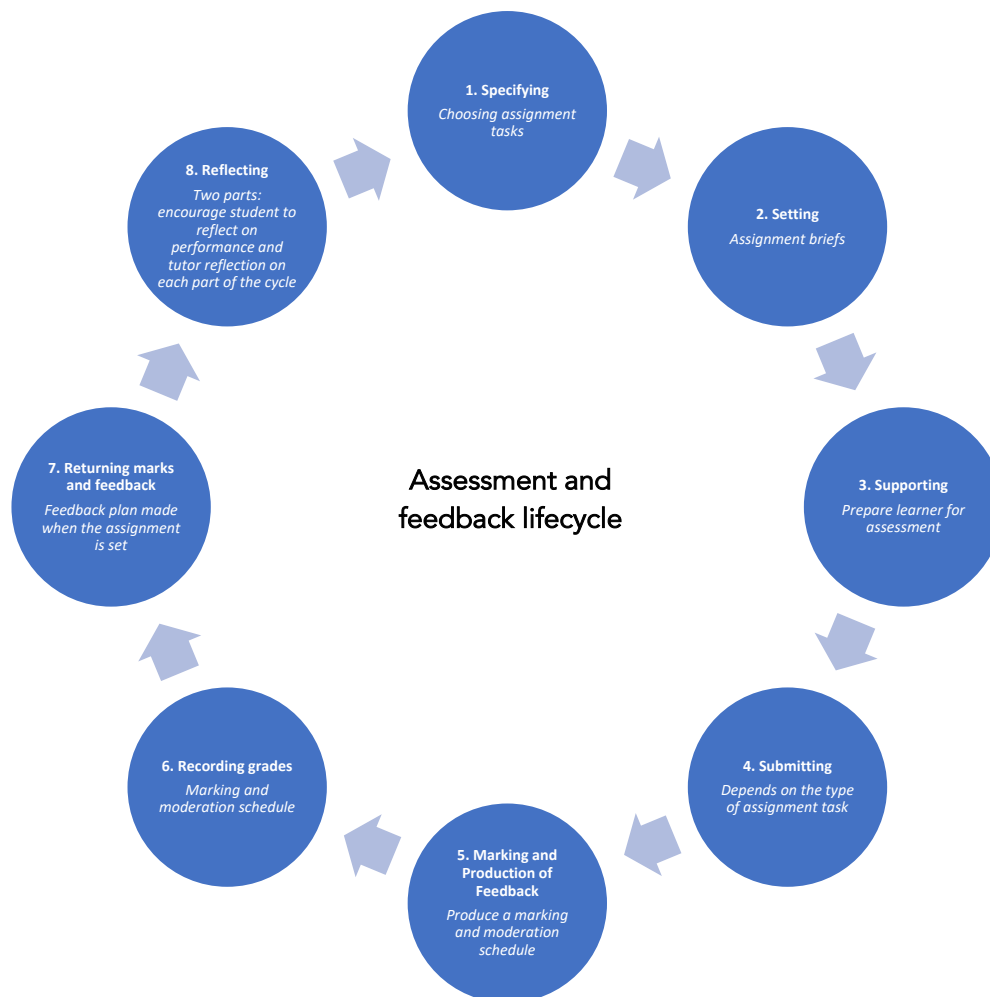 1. Specifying
Choosing assignment
tasks
2. Setting
Assignment briefs
3. Supporting
Prepare learner for
assessment
4. Submitting
Depends on the type
of assignment task
5. Marking and
Production of
Feedback
Produce a marking
and moderation
schedule
6. Recording grades
Marking and
moderation schedule
7. Returning marks
and feedback
Feedback plan made
when the assignment
is set
8. Reflecting
Two parts:
encourage student to
reflect on
performance and
tutor reflection on
each part of the cycle
Assessment and
feedback lifecycle